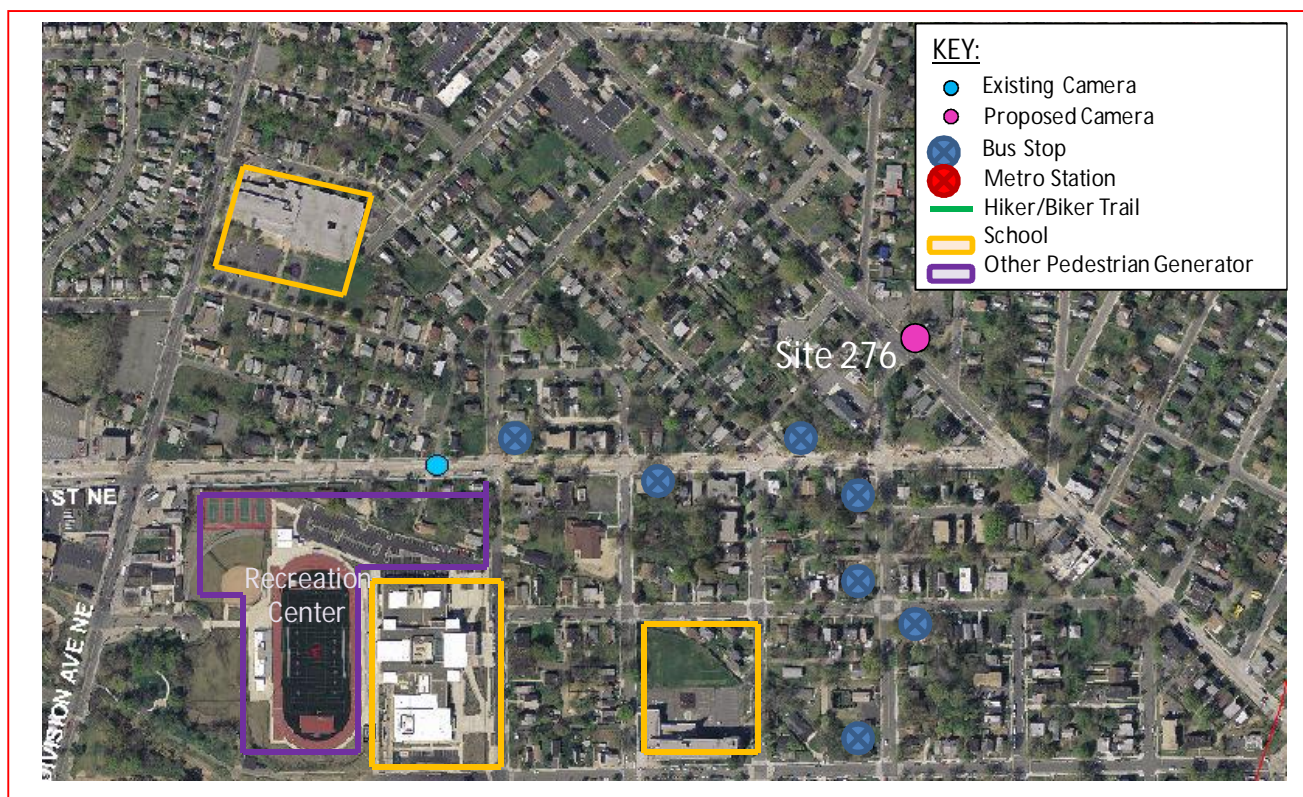 KEY:
Existing Camera
Proposed Camera
Bus Stop
Metro Station
Hiker/Biker Trail
School
Other Pedestrian Generator
Site 276
ST NE
Recreation
Center
DIVISION AVE NE